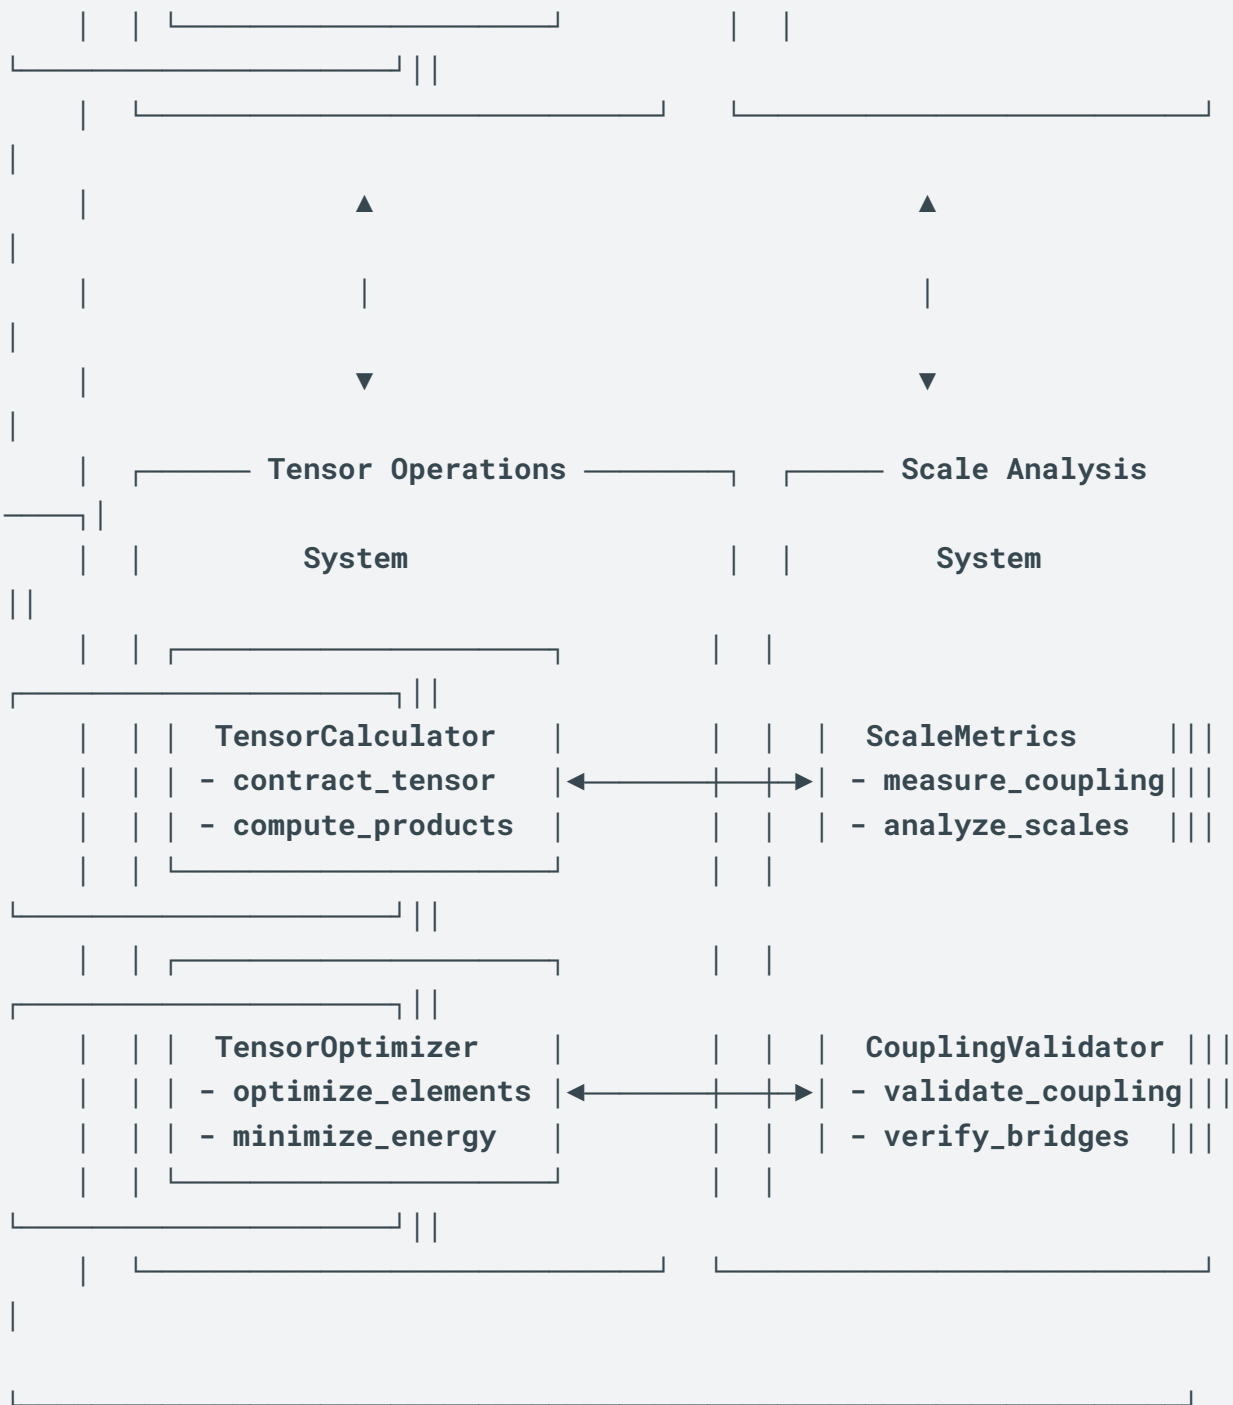 Tensor Operations Scale Analysis
System System
TensorCalculator ScaleMetrics
- contract_tensor - measure_coupling
- compute_products - analyze_scales
TensorOptimizer CouplingValidator
- optimize_elements - validate_coupling
- minimize_energy - verify_bridges